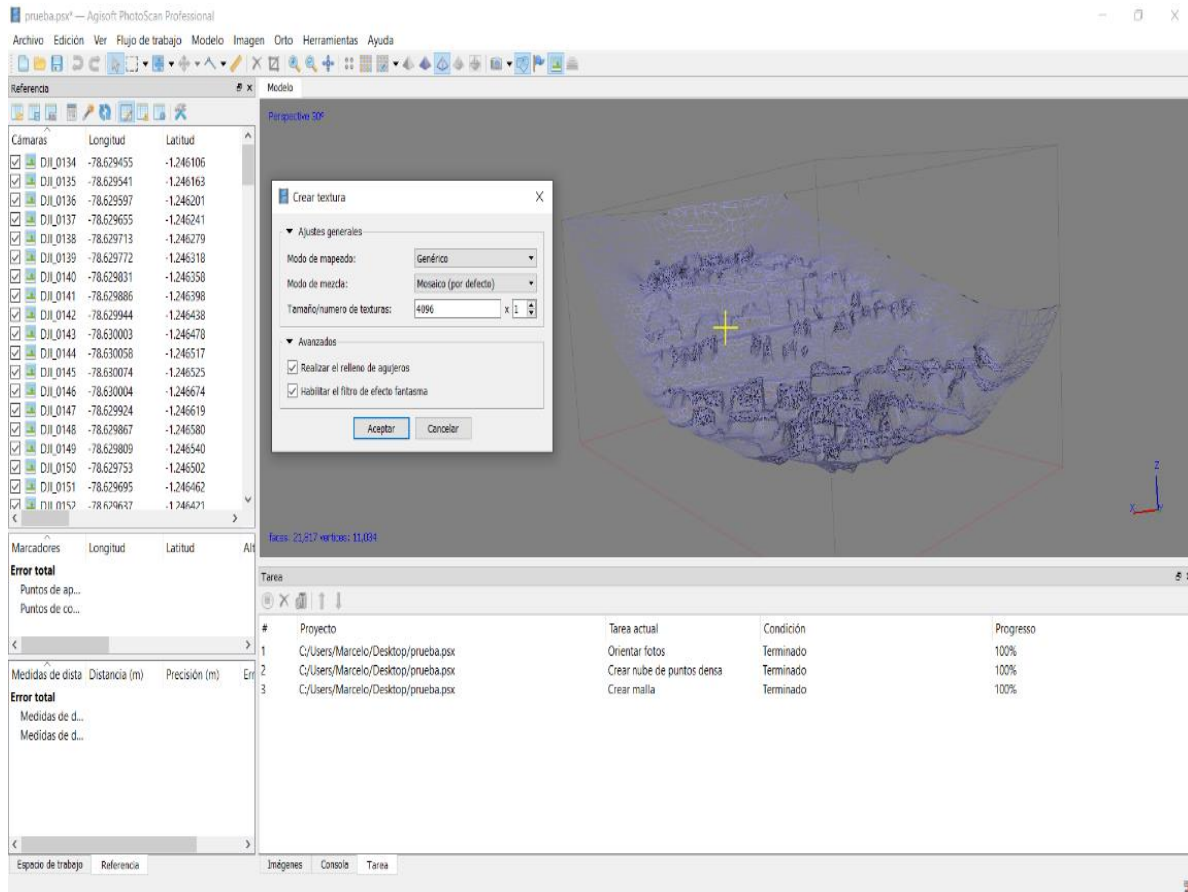 prueba.psx* — Agisoft PhotoScan Professional
Archivo Edición Ver Flujo de trabajo Modelo Imagen Orto Herramientas Ayuda
Referencia
Cámaras Longitud Latitud
DJI_0134 -78.629455 -1.246106
DJI_0135 -78.629541 -1.246163
DJI_0136 -78.629597 -1.246201
DJI_0137 -78.629655 -1.246241
DJI_0138 -78.629713 -1.246279
DJI_0139 -78.629772 -1.246318
DJI_0140 -78.629831 -1.246358
DJI_0141 -78.629886 -1.246398
DJI_0142 -78.629944 -1.246438
DJI_0143 -78.630003 -1.246478
DJI_0144 -78.630058 -1.246517
DJI_0145 -78.630074 -1.246525
DJI_0146 -78.630004 -1.246674
DJI_0147 -78.629924 -1.246619
DJI_0148 -78.629867 -1.246580
DJI_0149 -78.629809 -1.246540
DJI_0150 -78.629753 -1.246502
DJI_0151 -78.629695 -1.246462
DJI_0152 -78.629637 -1.246421
Marcadores Longitud Latitud Alt
Error total
Puntos de ap...
Puntos de co...
Medidas de dista Distancia (m) Precisión (m) Err
Error total
Medidas de d...
Medidas de d...
Espacio de trabajo Referencia
Modelo
Perspective 30°
Crear textura
Ajustes generales
Modo de mapeado: Genérico
Modo de mezcla: Mosaico (por defecto)
Tamaño/numero de texturas: 4096 x 1
Avanzados
Realizar el relleno de agujeros
Habilitar el filtro de efecto fantasma
Aceptar Cancelar
Z
X Y
faces: 21,817 vertices: 11,034
Tarea
# Proyecto Tarea actual Condición Progresso
1 C:/Users/Marcelo/Desktop/prueba.psx Orientar fotos Terminado 100%
2 C:/Users/Marcelo/Desktop/prueba.psx Crear nube de puntos densa Terminado 100%
3 C:/Users/Marcelo/Desktop/prueba.psx Crear malla Terminado 100%
Imágenes Consola Tarea